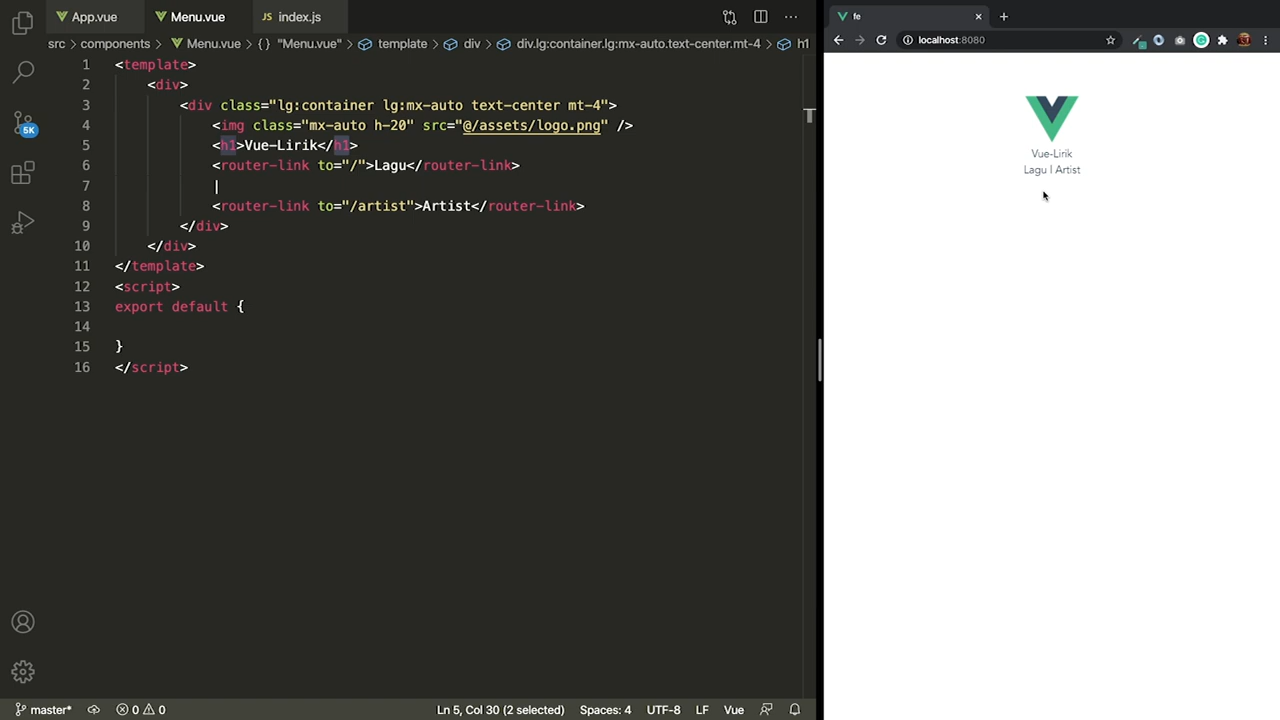 App.vue
Menu.vue
JS index.js
src > components > Menu.vue > {} "Menu.vue" > template > div > div.lg:container.lg:mx-auto.text-center.mt-4 > h1
1 <template>
2 <div>
3 <div class="lg:container lg:mx-auto text-center mt-4">
4 <img class="mx-auto h-20" src="@/assets/logo.png" />
5 <h1>Vue-Lirik</h1>
6 <router-link to="/">Lagu</router-link>
7 |
8 <router-link to="/artist">Artist</router-link>
9 </div>
10 </div>
11 </template>
12 <script>
13 export default {
14
15 }
16 </script>
5K
master*
0 0
Ln 5, Col 30 (2 selected)
Spaces: 4
UTF-8
LF
Vue
fe
localhost:8080
Vue-Lirik
Lagu | Artist